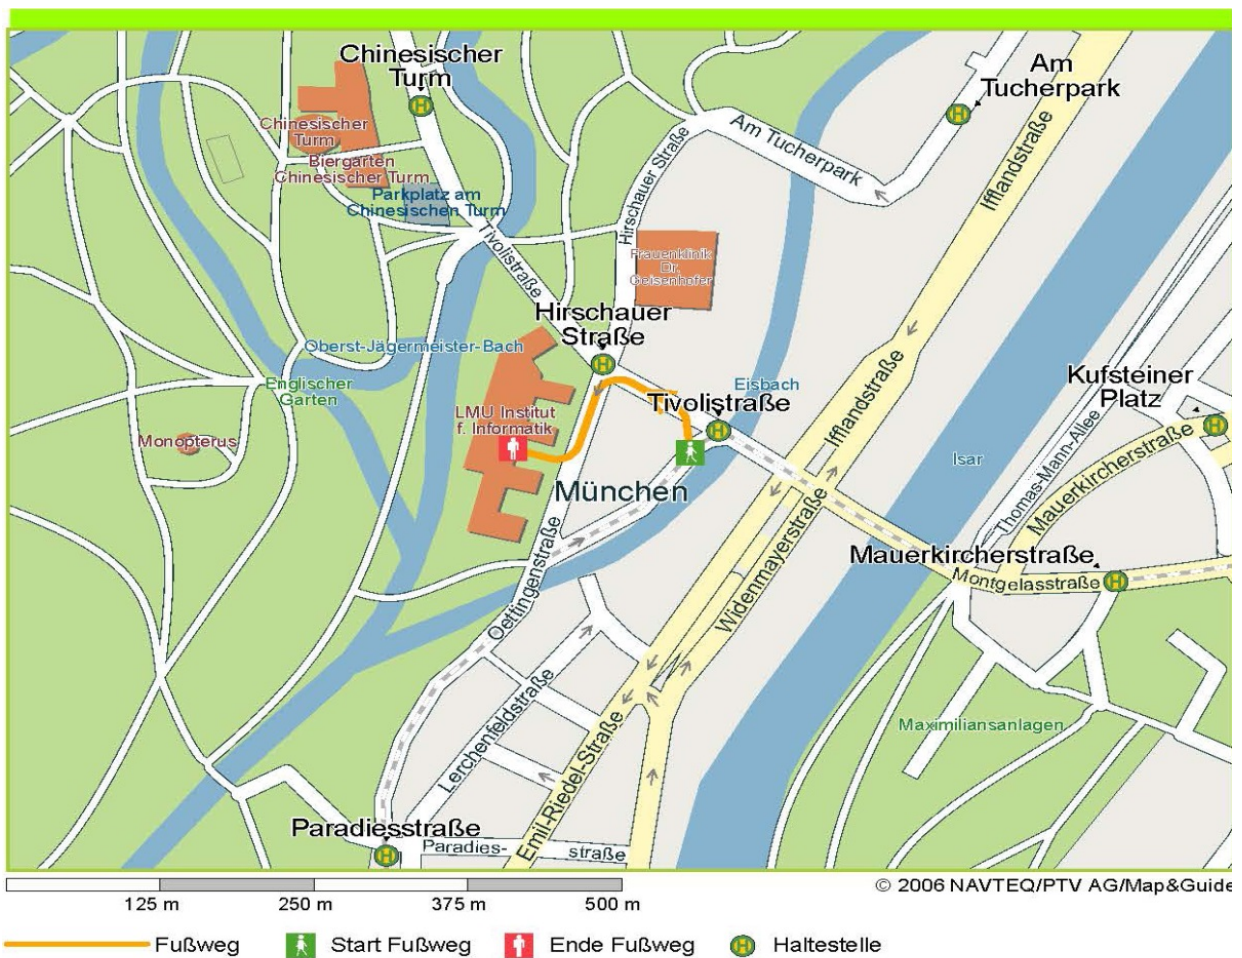 Chinesischer
Turm
Am
Tucherpark
Chinesischer
Turm
Biergarten
Chinesischer Turm
Parkplatz am
Chinesischen Turm
Am Tucherpark
Hirschauer Straße
Ifflandstraße
Tivolistraße
Frauenklinik
Dr.
Geisenhofer
Hirschauer
Straße
Oberst-Jägermeister-Bach
Englischer
Garten
Eisbach
Ifflandstraße
Kufsteiner
Platz
Tivolistraße
LMU Institut
f. Informatik
Monopterus
München
Isar
Thomas-Mann-Allee
Mauerkircherstraße
Mauerkircherstraße
Montgelasstraße
Widenmayerstraße
Oettingenstraße
Lerchenfeldstraße
Maximiliansanlagen
Emil-Riedel-Straße
Paradiesstraße
Paradies-
straße
© 2006 NAVTEQ/PTV AG/Map&Guide
125 m 250 m 375 m 500 m
Fußweg Start Fußweg Ende Fußweg H Haltestelle